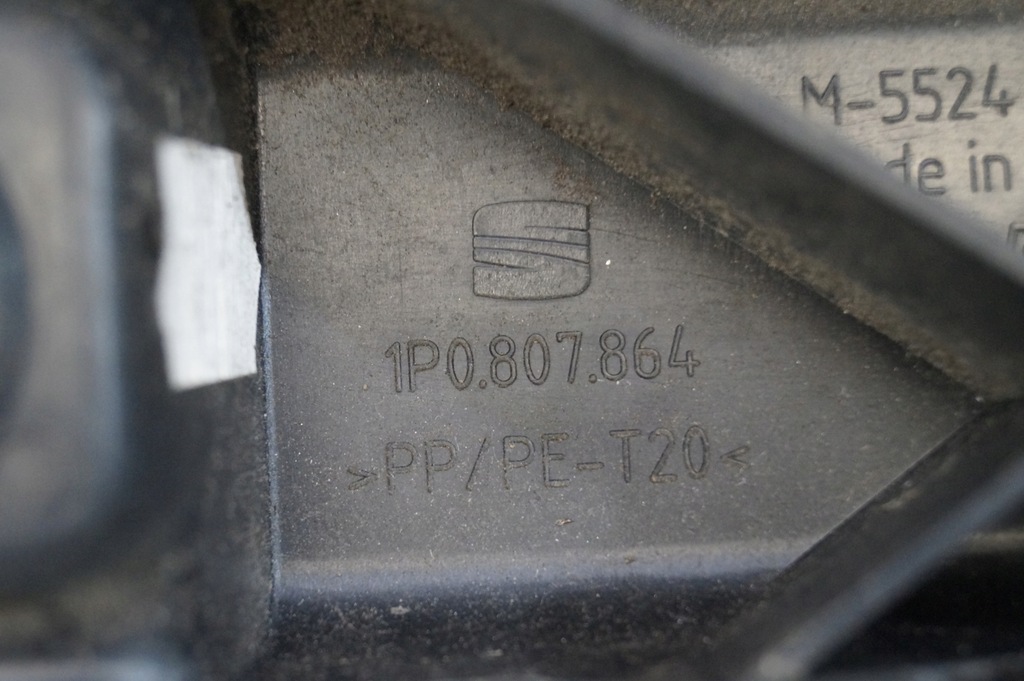 M-5524
de in
1P0.807.864
>PP/PE-T20<